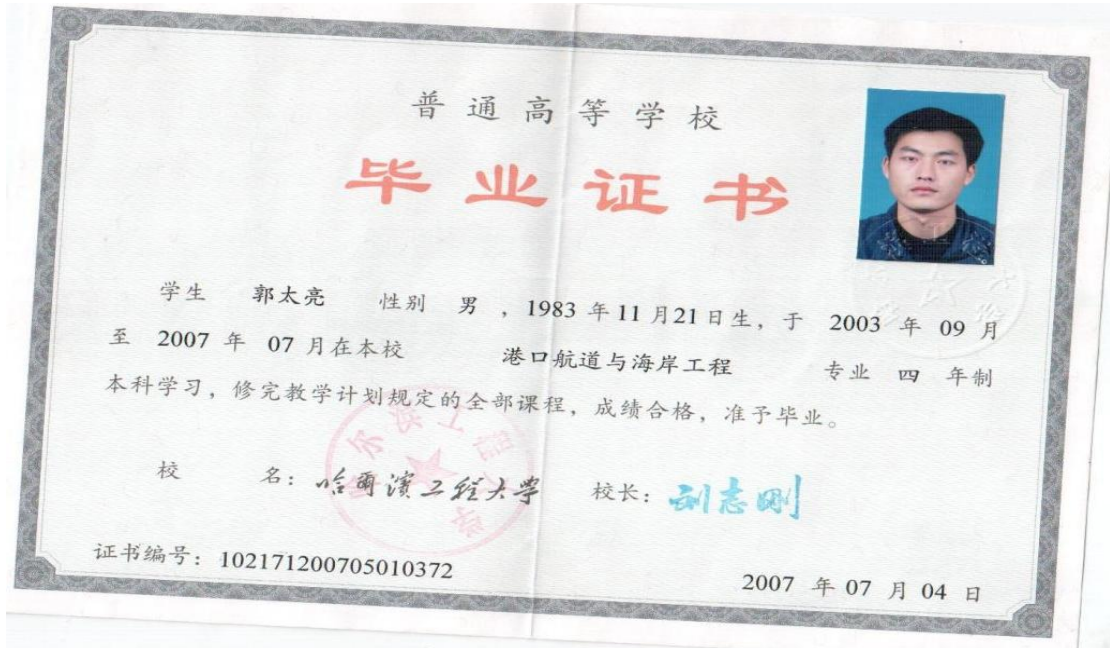 普通高等学校
毕业证书
学生 郭太亮 性别 男 ，1983 年 11 月 21 日生，于 2003 年 09 月
至 2007 年 07 月在本校 港口航道与海岸工程 专业 四 年制
本科学习，修完教学计划规定的全部课程，成绩合格，准予毕业。
校 名：哈爾濱工程大學 校长：刘志刚
证书编号：102171200705010372
2007 年 07 月 04 日